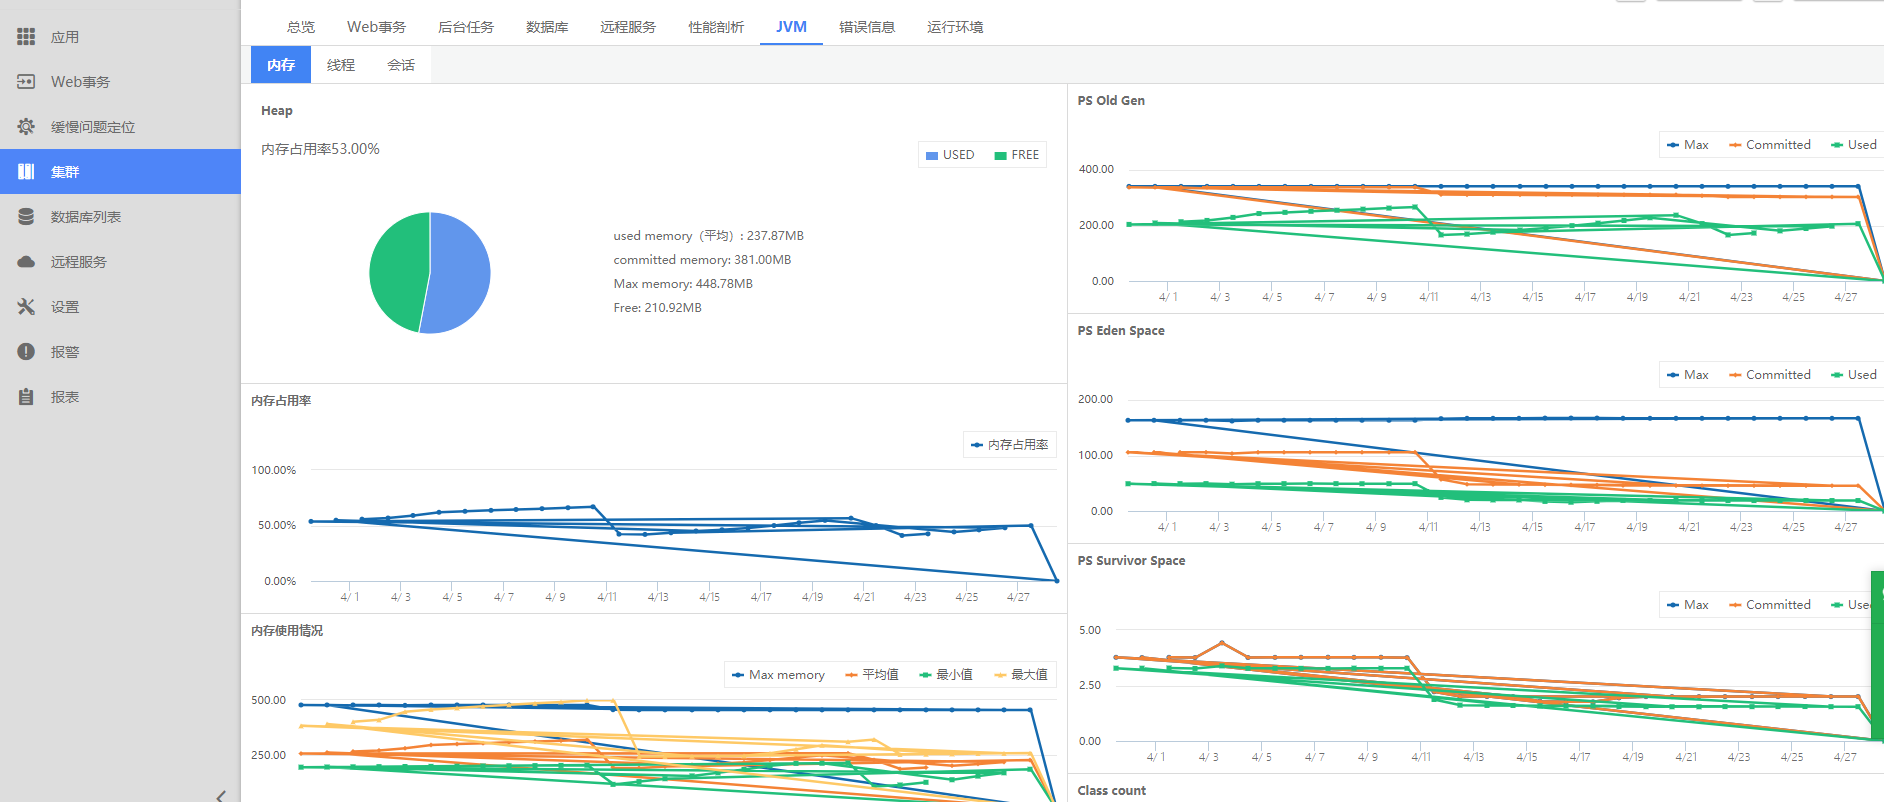 应用
Web事务
缓慢问题定位
集群
数据库列表
远程服务
设置
报警
报表
总览 Web事务 后台任务 数据库 远程服务 性能剖析 JVM 错误信息 运行环境
内存 线程 会话
Heap
内存占用率53.00%
USED FREE
used memory（平均）: 237.87MB
committed memory: 381.00MB
Max memory: 448.78MB
Free: 210.92MB
内存占用率
内存占用率
100.00%
50.00%
0.00%
4/ 1 4/ 3 4/ 5 4/ 7 4/ 9 4/11 4/13 4/15 4/17 4/19 4/21 4/23 4/25 4/27
内存使用情况
Max memory 平均值 最小值 最大值
500.00
250.00
PS Old Gen
Max Committed Used
400.00
200.00
0.00
4/ 1 4/ 3 4/ 5 4/ 7 4/ 9 4/11 4/13 4/15 4/17 4/19 4/21 4/23 4/25 4/27
PS Eden Space
Max Committed Used
200.00
100.00
0.00
4/ 1 4/ 3 4/ 5 4/ 7 4/ 9 4/11 4/13 4/15 4/17 4/19 4/21 4/23 4/25 4/27
PS Survivor Space
Max Committed Used
5.00
2.50
0.00
4/ 1 4/ 3 4/ 5 4/ 7 4/ 9 4/11 4/13 4/15 4/17 4/19 4/21 4/23 4/25 4/27
Class count